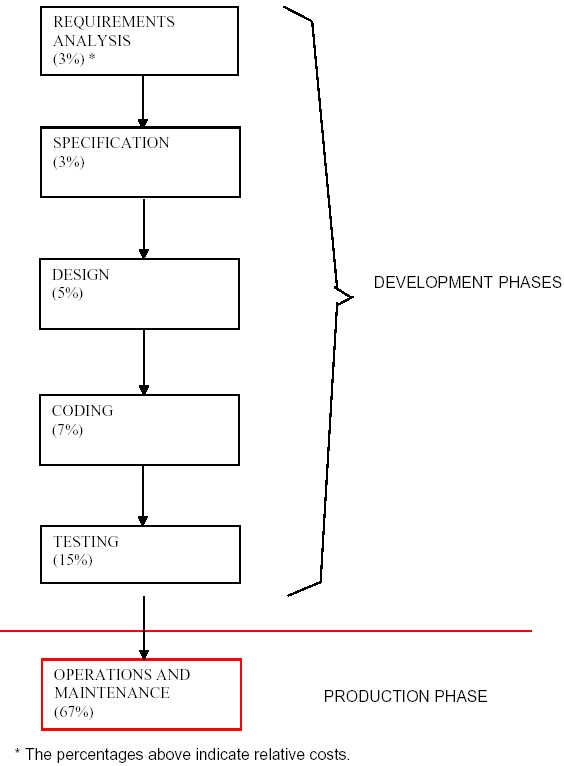 REQUIREMENTS
ANALYSIS
(3%) *
SPECIFICATION
(3%)
DESIGN
(5%)
DEVELOPMENT PHASES
CODING
(7%)
TESTING
(15%)
OPERATIONS AND
MAINTENANCE
(67%)
PRODUCTION PHASE
* The percentages above indicate relative costs.